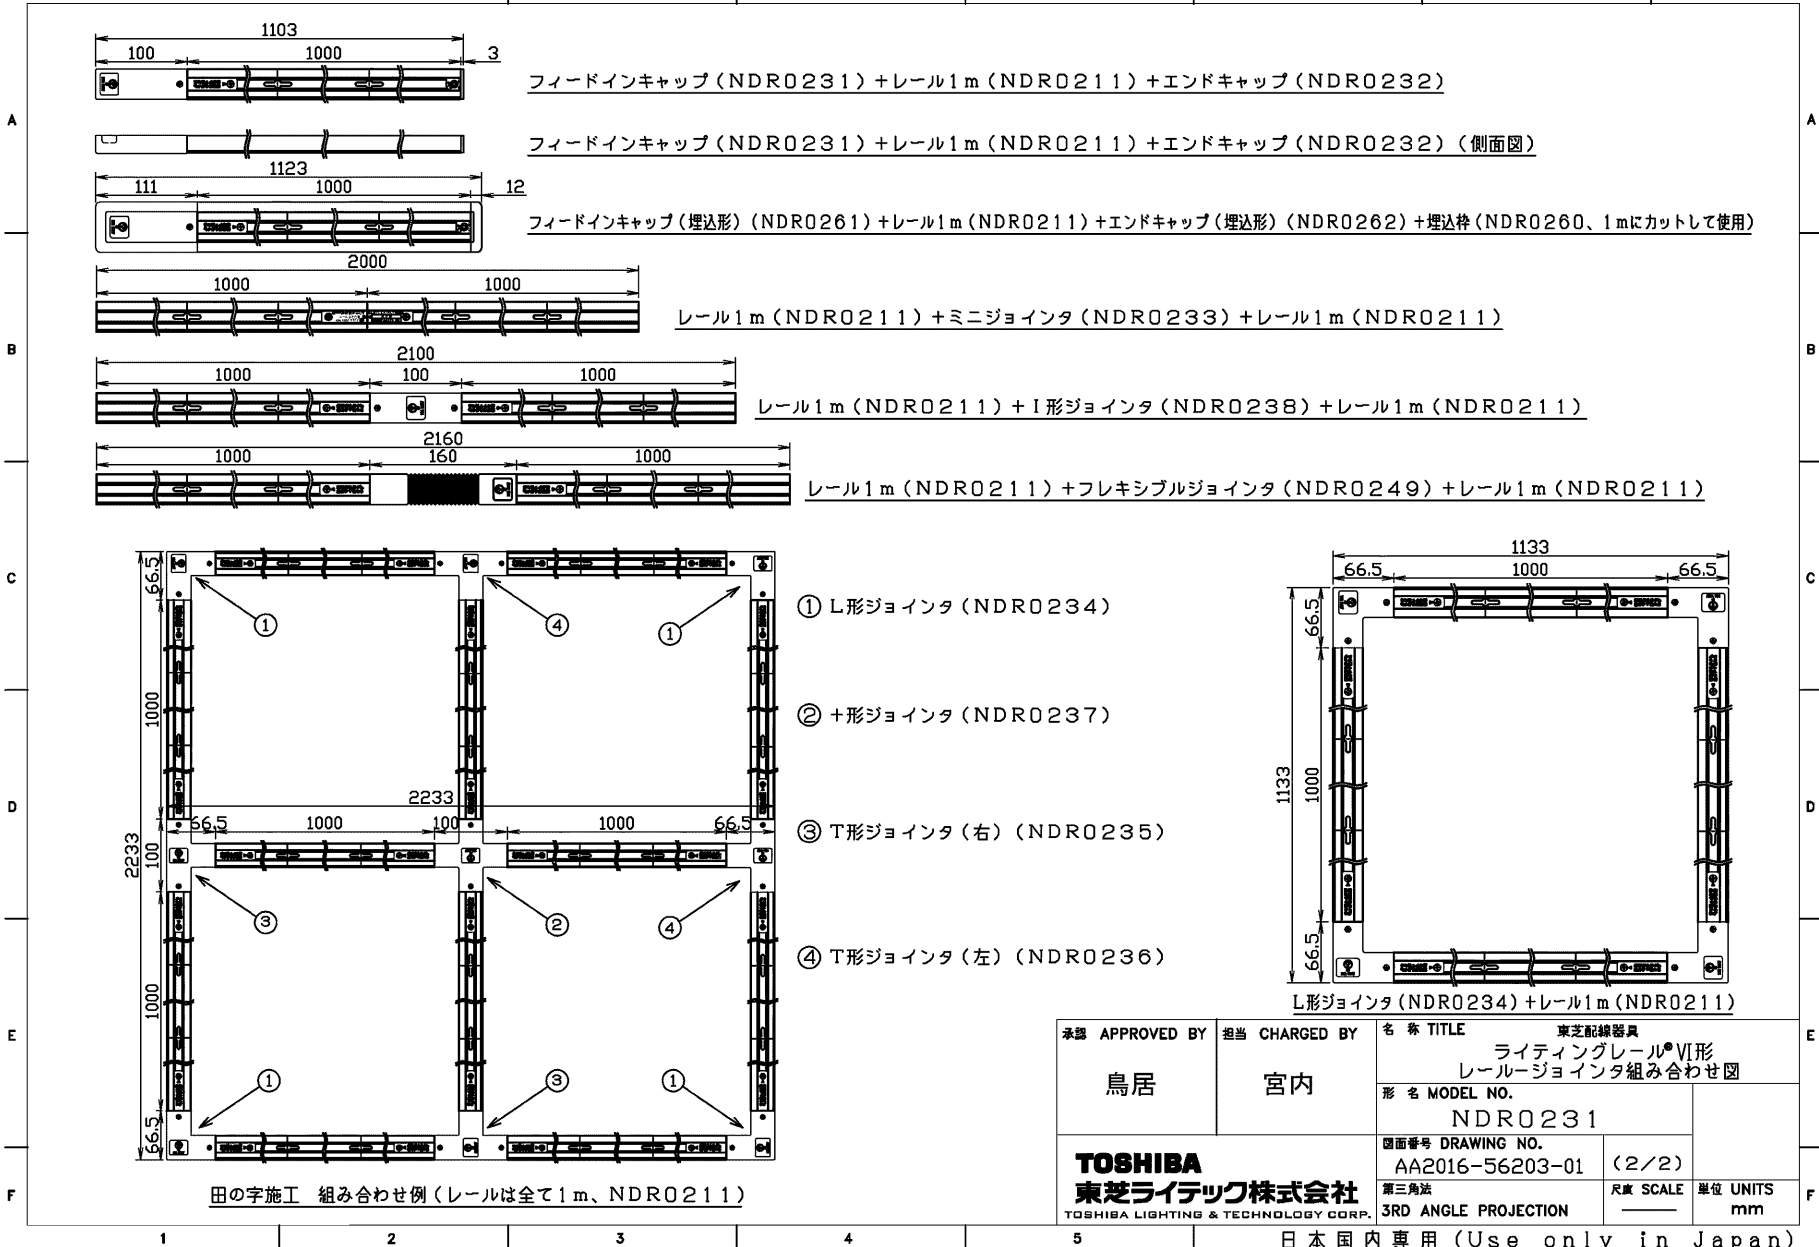 1103
100 1000 3
フィードインキャップ(NDR0231)+レール1m(NDR0211)+エンドキャップ(NDR0232)
A A
フィードインキャップ(NDR0231)+レール1m(NDR0211)+エンドキャップ(NDR0232)(側面図)
1123
111 1000 12
フィードインキャップ(埋込形)(NDR0261)+レール1m(NDR0211)+エンドキャップ(埋込形)(NDR0262)+埋込枠(NDR0260、1mにカットして使用)
2000
1000 1000
レール1m(NDR0211)+ミニジョインタ(NDR0233)+レール1m(NDR0211)
B B
2100
1000 100 1000
レール1m(NDR0211)+I形ジョインタ(NDR0238)+レール1m(NDR0211)
2160
1000 160 1000
レール1m(NDR0211)+フレキシブルジョインタ(NDR0249)+レール1m(NDR0211)
C C
66.5
1000
100
1000
66.5
2233
① ④ ①
2233
66.5 1000 100 1000 66.5
③ ② ④
① ③ ①
① L形ジョインタ(NDR0234)
② +形ジョインタ(NDR0237)
③ T形ジョインタ(右)(NDR0235)
④ T形ジョインタ(左)(NDR0236)
田の字施工 組み合わせ例(レールは全て1m、NDR0211)
1133
66.5 1000 66.5
66.5
1133
1000
66.5
L形ジョインタ(NDR0234)+レール1m(NDR0211)
D D
E E
承認 APPROVED BY
鳥居
担当 CHARGED BY
宮内
名 称 TITLE
東芝配線器具
ライティングレール®VI形
レールージョインタ組み合わせ図
形 名 MODEL NO.
NDR0231
図面番号 DRAWING NO.
AA2016-56203-01 (2/2)
TOSHIBA
東芝ライテック株式会社
TOSHIBA LIGHTING & TECHNOLOGY CORP.
第三角法
3RD ANGLE PROJECTION
尺度 SCALE
単位 UNITS
mm
F F
1 2 3 4 5
日本国内専用(Use only in Japan)